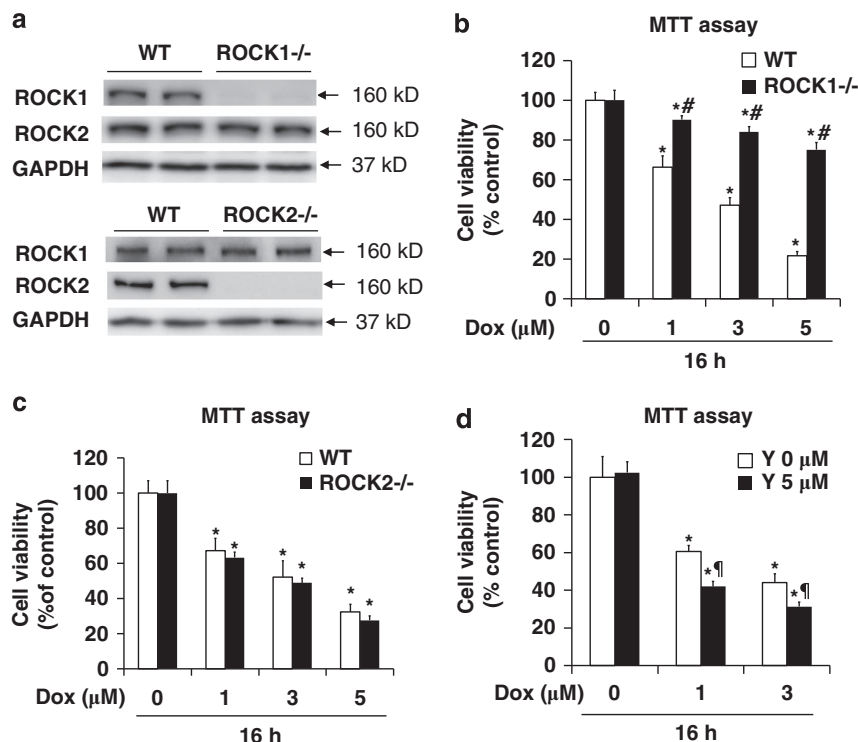 a
WT ROCK1-/-
ROCK1 160 kD
ROCK2 160 kD
GAPDH 37 kD
WT ROCK2-/-
ROCK1 160 kD
ROCK2 160 kD
GAPDH 37 kD
b
MTT assay
WT
ROCK1-/-
Cell viability
(% control)
120
100
80
60
40
20
0
* *# * *# * *#
Dox (μM) 0 1 3 5
16 h
c
MTT assay
WT
ROCK2-/-
Cell viability
(%of control)
120
100
80
60
40
20
0
* * * * * *
Dox (μM) 0 1 3 5
16 h
d
MTT assay
Y 0 μM
Y 5 μM
Cell viability
(% control)
120
100
80
60
40
20
0
* *¶ * *¶
Dox (μM) 0 1 3
16 h